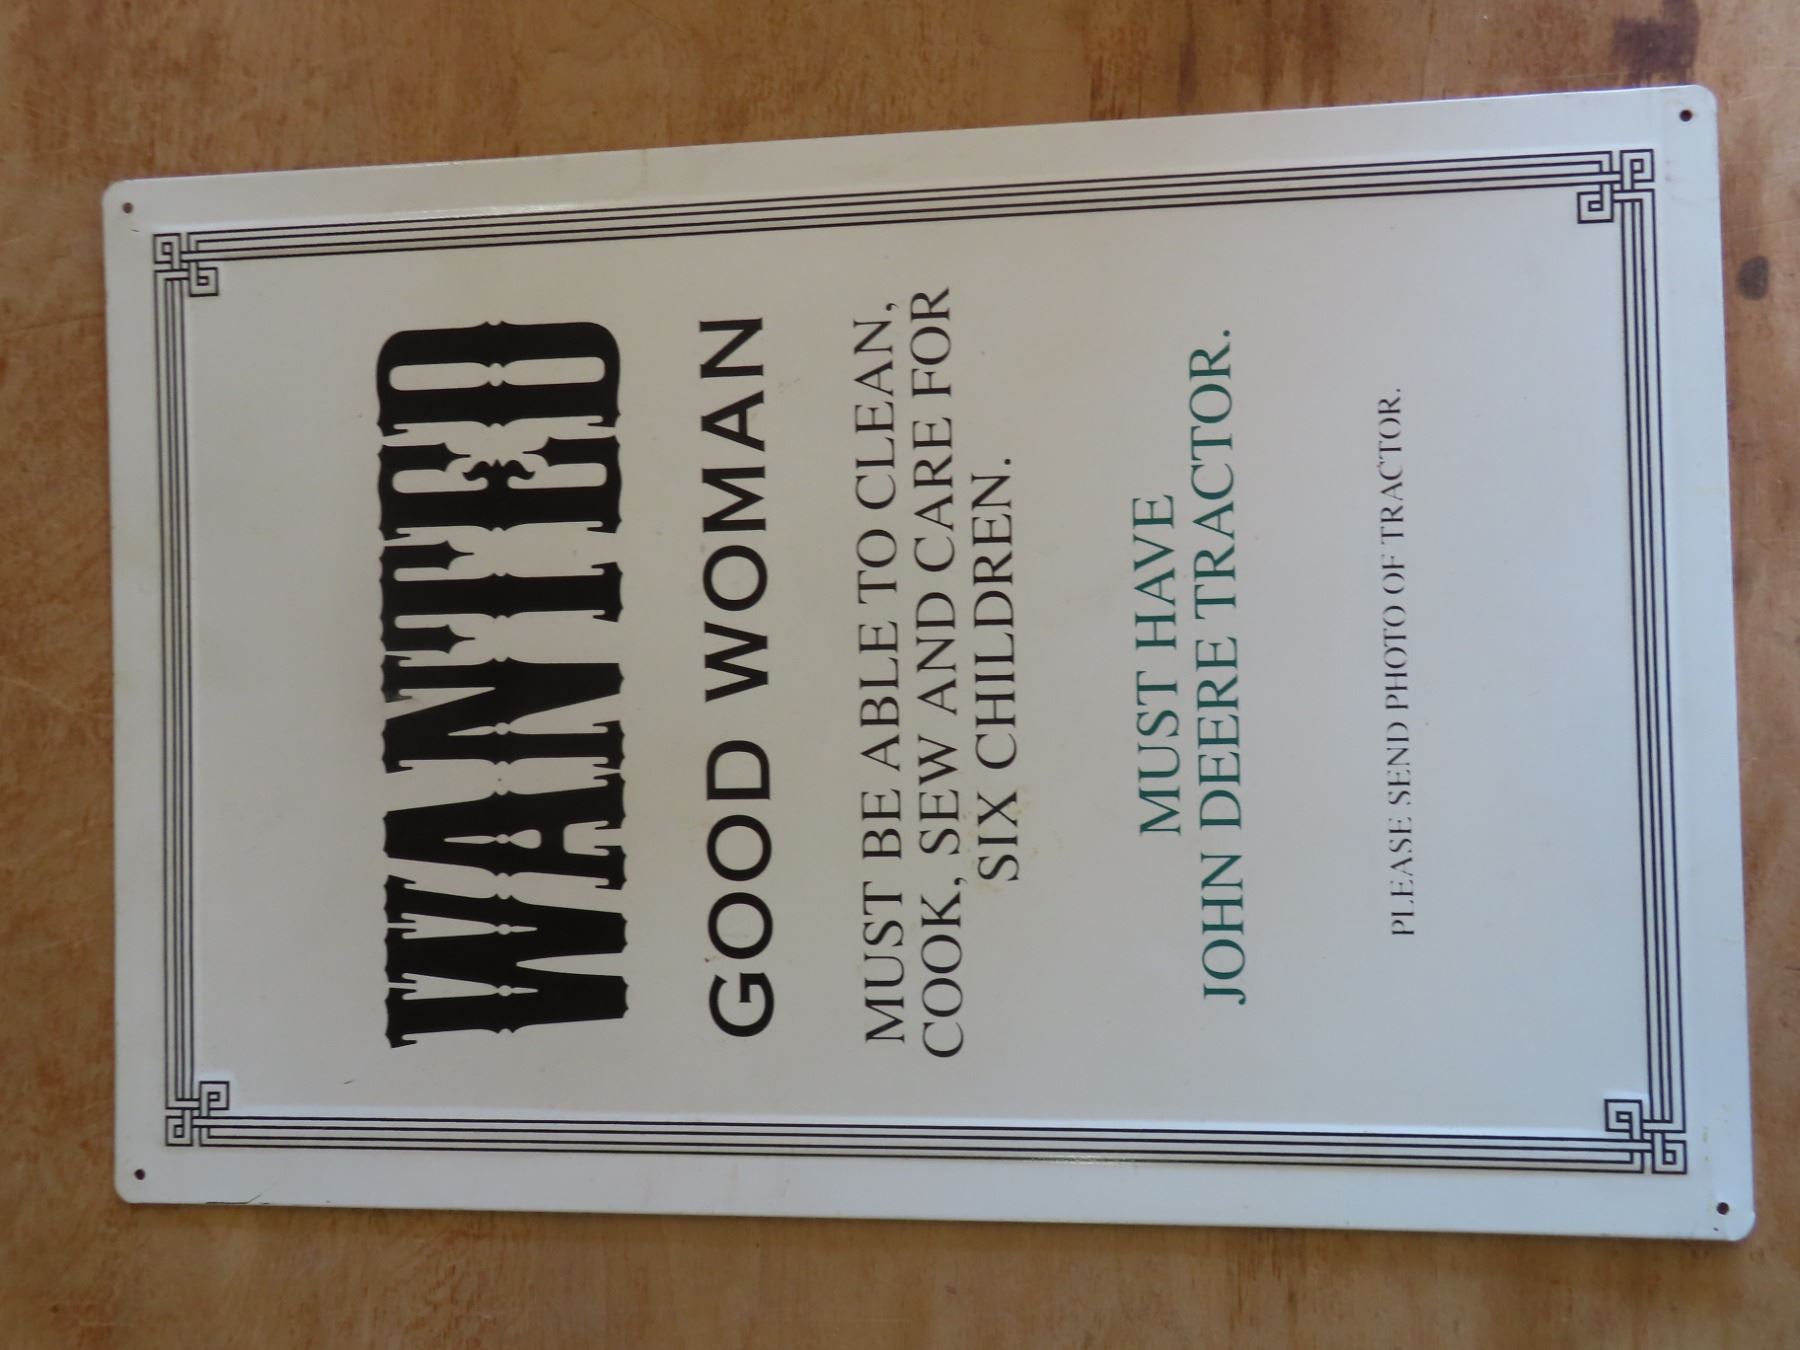 WANTED
GOOD WOMAN
MUST BE ABLE TO CLEAN,
COOK, SEW AND CARE FOR
SIX CHILDREN.
MUST HAVE
JOHN DEERE TRACTOR.
PLEASE SEND PHOTO OF TRACTOR.